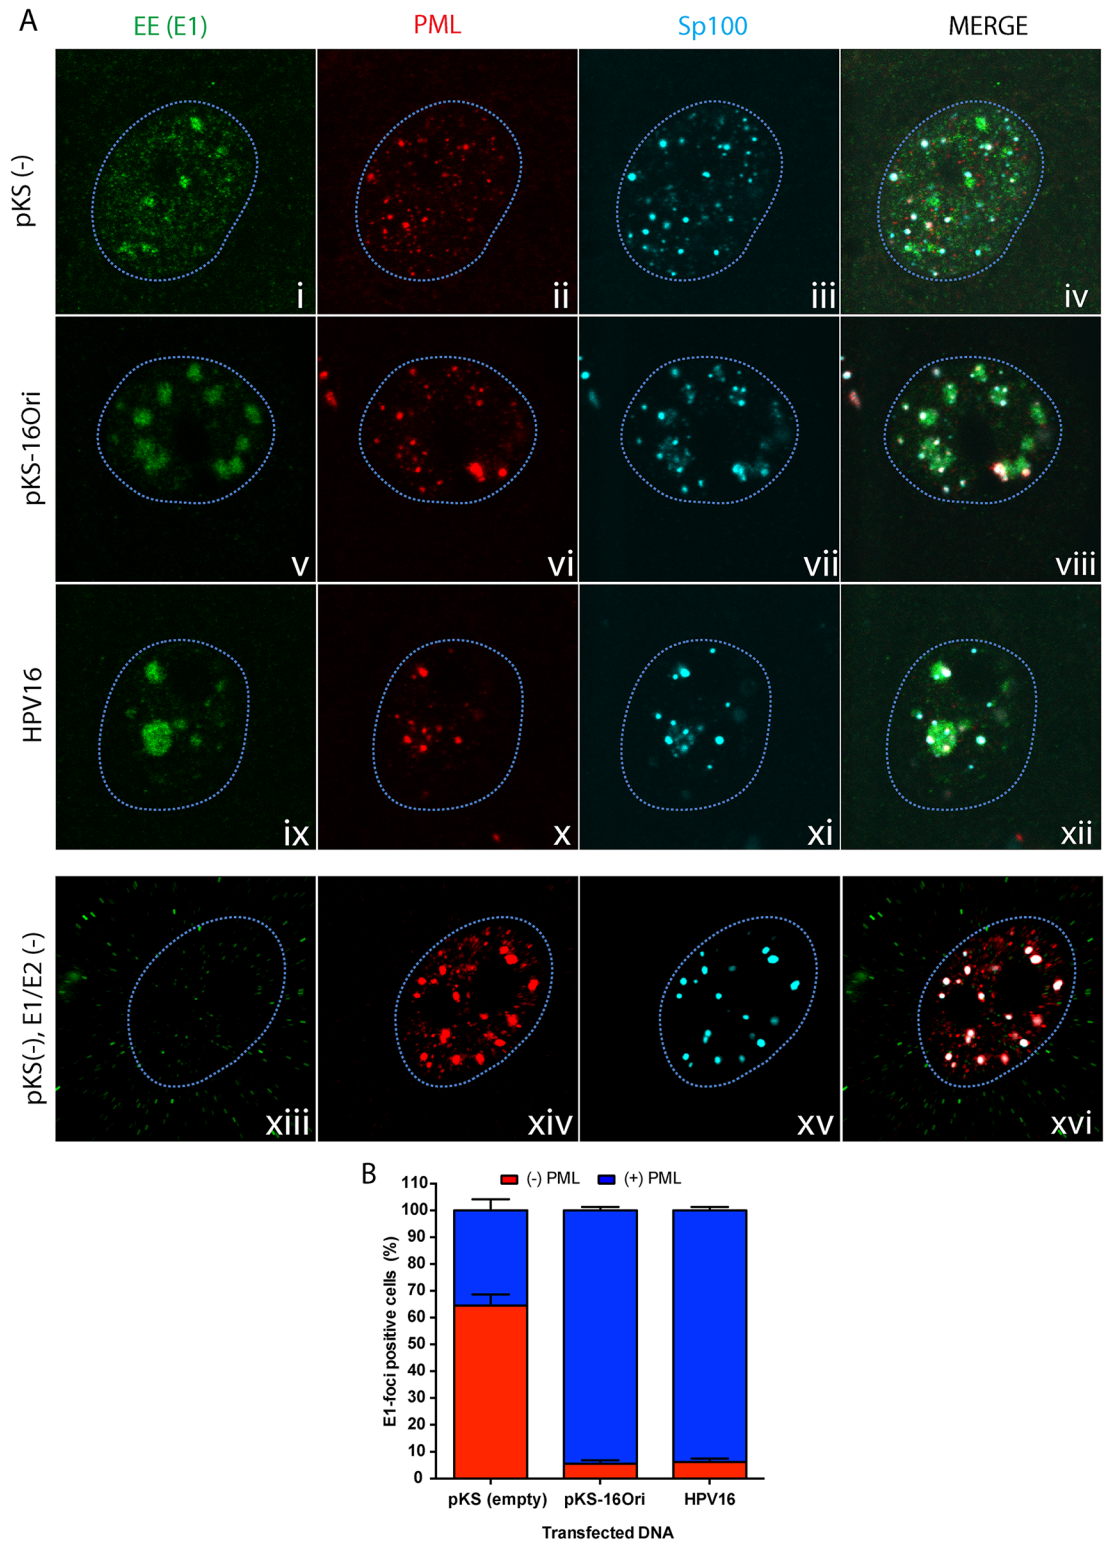 A
EE (E1) PML Sp100 MERGE
pKS (-)
i ii iii iv
pKS-16Ori
v vi vii viii
HPV16
ix x xi xii
pKS(-), E1/E2 (-)
xiii xiv xv xvi
B
(-) PML (+) PML
E1-foci positive cells (%)
110
100
90
80
70
60
50
40
30
20
10
0
pKS (empty) pKS-16Ori HPV16
Transfected DNA